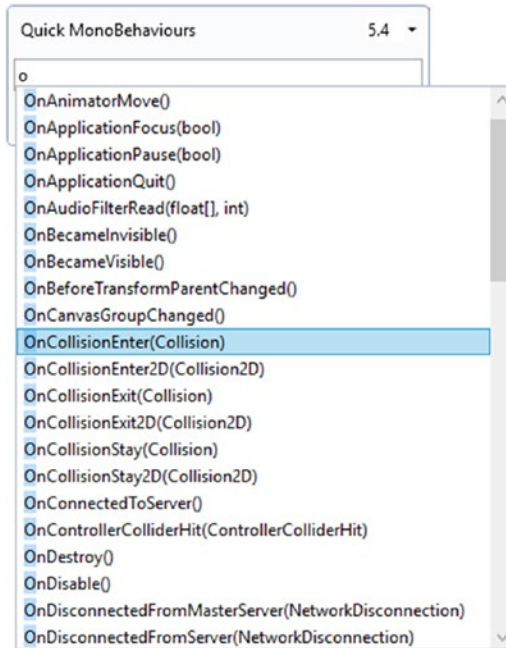 Quick MonoBehaviours 5.4
o
OnAnimatorMove()
OnApplicationFocus(bool)
OnApplicationPause(bool)
OnApplicationQuit()
OnAudioFilterRead(float[], int)
OnBecameInvisible()
OnBecameVisible()
OnBeforeTransformParentChanged()
OnCanvasGroupChanged()
OnCollisionEnter(Collision)
OnCollisionEnter2D(Collision2D)
OnCollisionExit(Collision)
OnCollisionExit2D(Collision2D)
OnCollisionStay(Collision)
OnCollisionStay2D(Collision2D)
OnConnectedToServer()
OnControllerColliderHit(ControllerColliderHit)
OnDestroy()
OnDisable()
OnDisconnectedFromMasterServer(NetworkDisconnection)
OnDisconnectedFromServer(NetworkDisconnection)